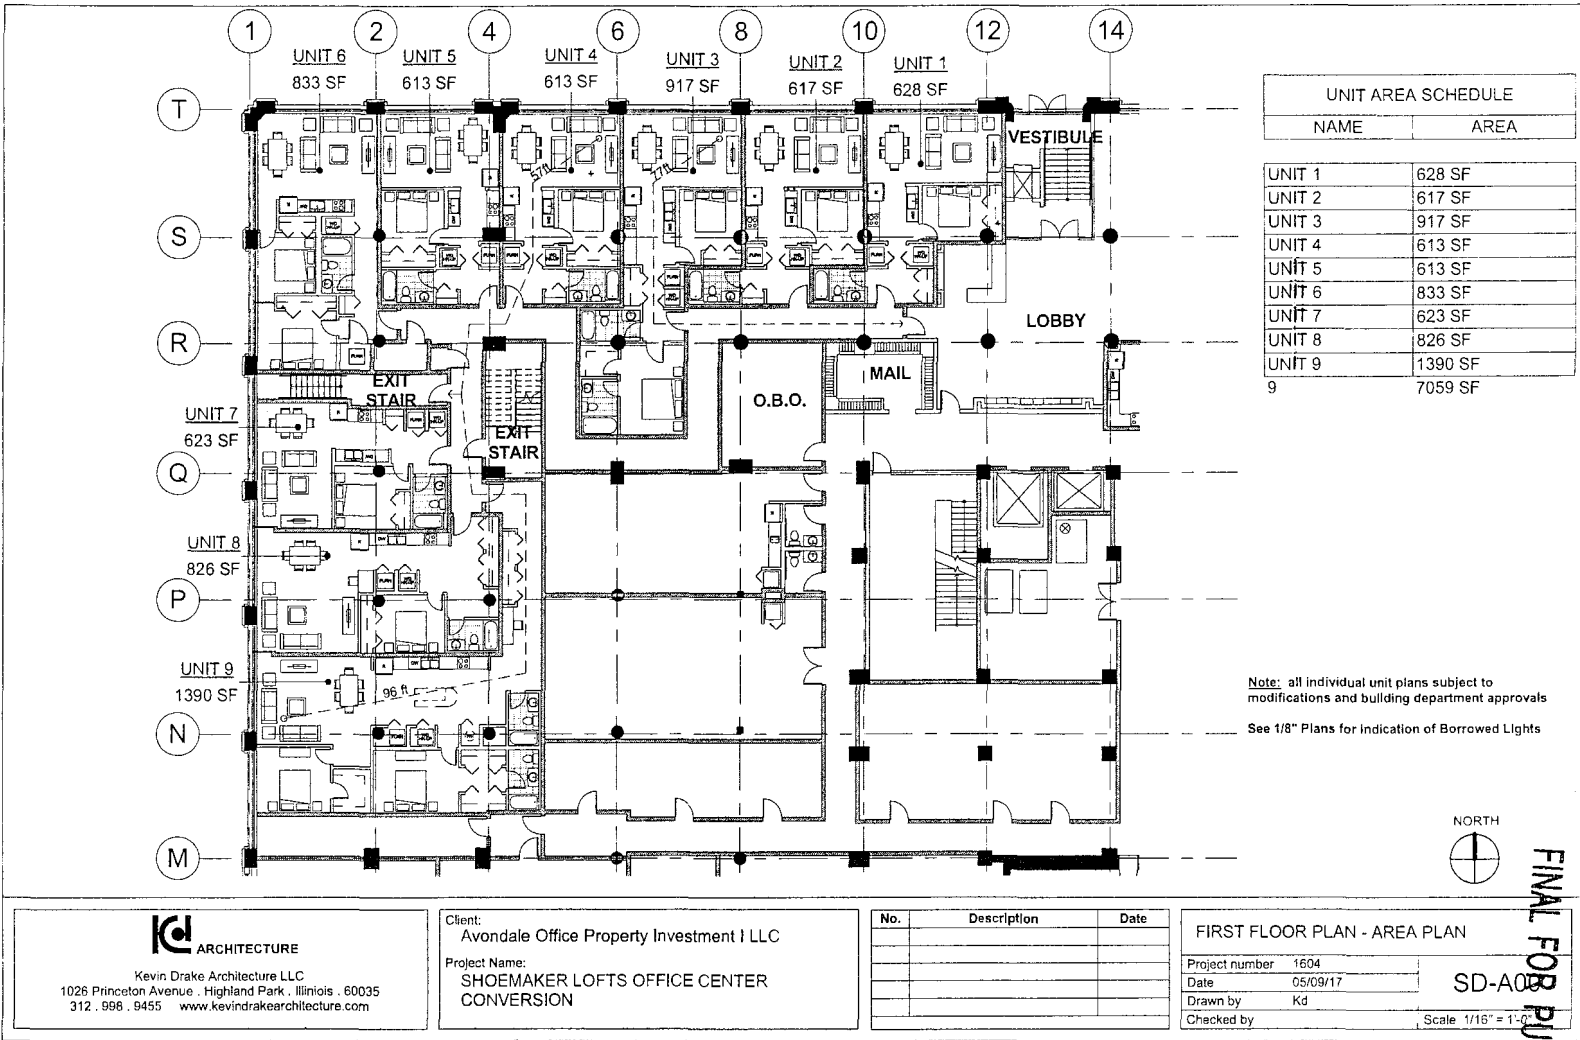 1
2
4
6
8
10
12
14
UNIT 6
833 SF
UNIT 5
613 SF
UNIT 4
613 SF
UNIT 3
917 SF
UNIT 2
617 SF
UNIT 1
628 SF
T
S
R
Q
P
N
M
VESTIBULE
57ft
77ft
LOBBY
MAIL
O.B.O.
EXIT
STAIR
EXIT
STAIR
UNIT 7
623 SF
UNIT 8
826 SF
UNIT 9
1390 SF
96 ft
UNIT AREA SCHEDULE
NAME AREA
UNIT 1 628 SF
UNIT 2 617 SF
UNIT 3 917 SF
UNIT 4 613 SF
UNIT 5 613 SF
UNIT 6 833 SF
UNIT 7 623 SF
UNIT 8 826 SF
UNIT 9 1390 SF
9 7059 SF
Note: all individual unit plans subject to
modifications and building department approvals
See 1/8" Plans for indication of Borrowed Lights
NORTH
FINAL FOR PU
ARCHITECTURE
Kevin Drake Architecture LLC
1026 Princeton Avenue . Highland Park . Illiniois . 60035
312 . 998 . 9455 www.kevindrakearchitecture.com
Client:
Avondale Office Property Investment I LLC
Project Name:
SHOEMAKER LOFTS OFFICE CENTER
CONVERSION
No. Description Date
FIRST FLOOR PLAN - AREA PLAN
Project number 1604
Date 05/09/17
Drawn by Kd
Checked by
SD-A00
Scale 1/16" = 1'-0"